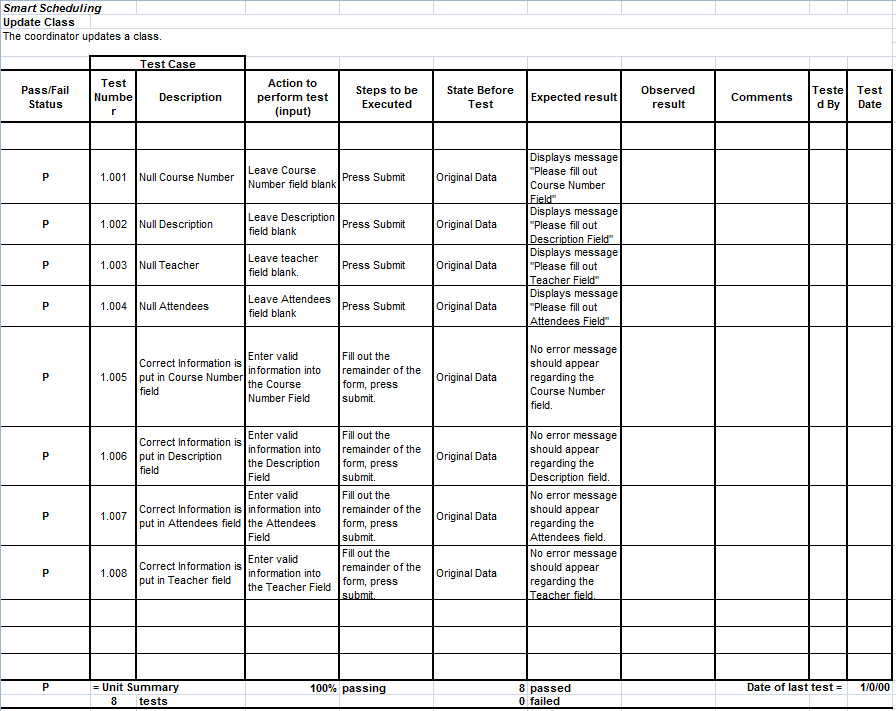 Smart Scheduling
Update Class
The coordinator updates a class.
Test Case
Pass/Fail Status | Test Number | Description | Action to perform test (input) | Steps to be Executed | State Before Test | Expected result | Observed result | Comments | Tested By | Test Date
P | 1.001 | Null Course Number | Leave Course Number field blank | Press Submit | Original Data | Displays message "Please fill out Course Number Field"
P | 1.002 | Null Description | Leave Description field blank | Press Submit | Original Data | Displays message "Please fill out Description Field"
P | 1.003 | Null Teacher | Leave teacher field blank. | Press Submit | Original Data | Displays message "Please fill out Teacher Field"
P | 1.004 | Null Attendees | Leave Attendees field blank | Press Submit | Original Data | Displays message "Please fill out Attendees Field"
P | 1.005 | Correct Information is put in Course Number field | Enter valid information into the Course Number Field | Fill out the remainder of the form, press submit. | Original Data | No error message should appear regarding the Course Number field.
P | 1.006 | Correct Information is put in Description field | Enter valid information into the Description Field | Fill out the remainder of the form, press submit. | Original Data | No error message should appear regarding the Description field.
P | 1.007 | Correct Information is put in Attendees field | Enter valid information into the Attendees Field | Fill out the remainder of the form, press submit. | Original Data | No error message should appear regarding the Attendees field.
P | 1.008 | Correct Information is put in Teacher field | Enter valid information into the Teacher Field | Fill out the remainder of the form, press submit. | Original Data | No error message should appear regarding the Teacher field.
P | = Unit Summary | 100% passing | 8 passed | Date of last test = | 1/0/00
8 tests | 0 failed